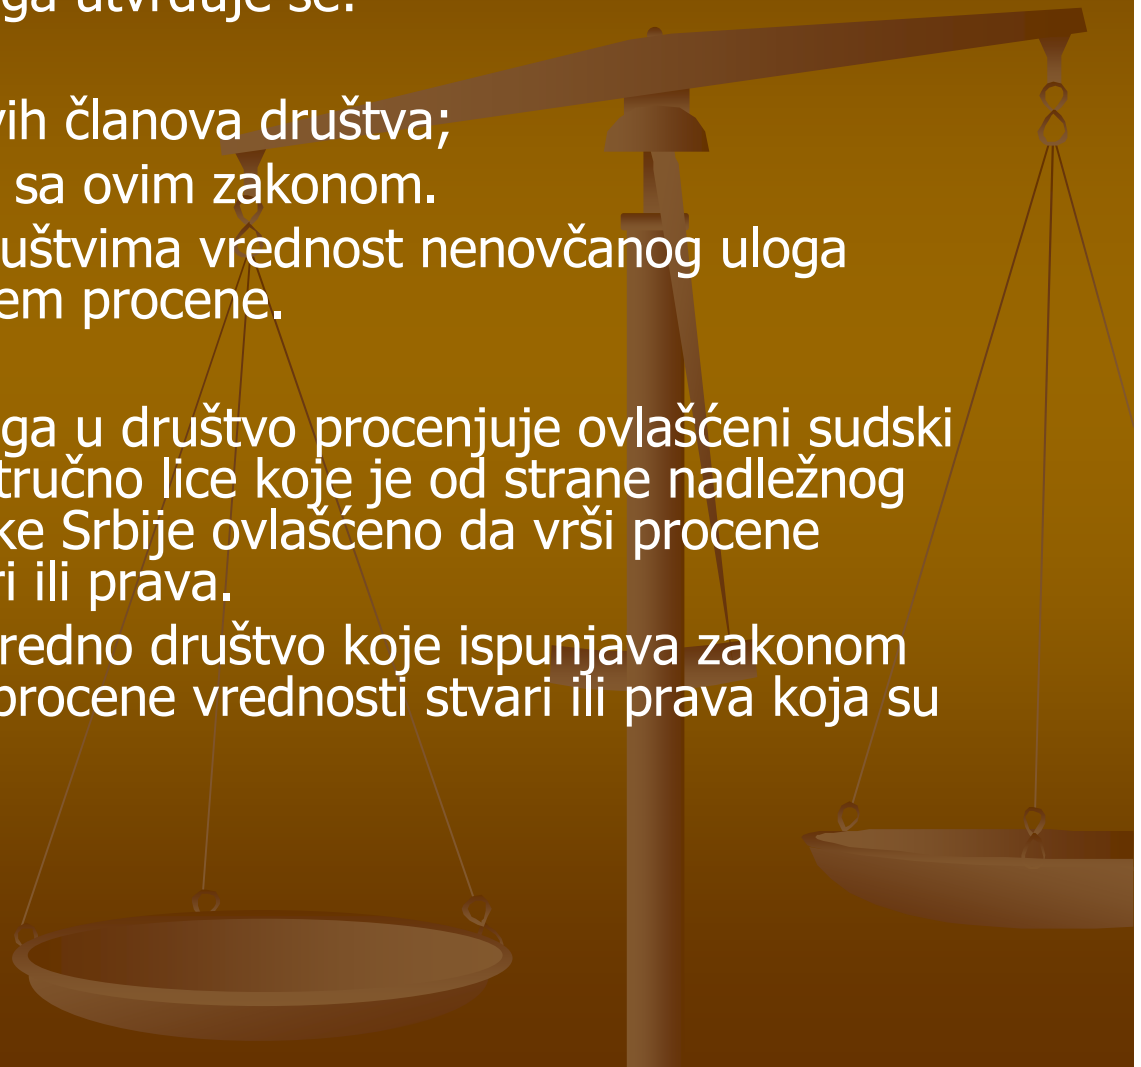 ga utvrđuje se:
vih članova društva;
sa ovim zakonom.
uštvima vrednost nenovčanog uloga
em procene.
ga u društvo procenjuje ovlašćeni sudski
tručno lice koje je od strane nadležnog
ke Srbije ovlašćeno da vrši procene
ri ili prava.
redno društvo koje ispunjava zakonom
procene vrednosti stvari ili prava koja su